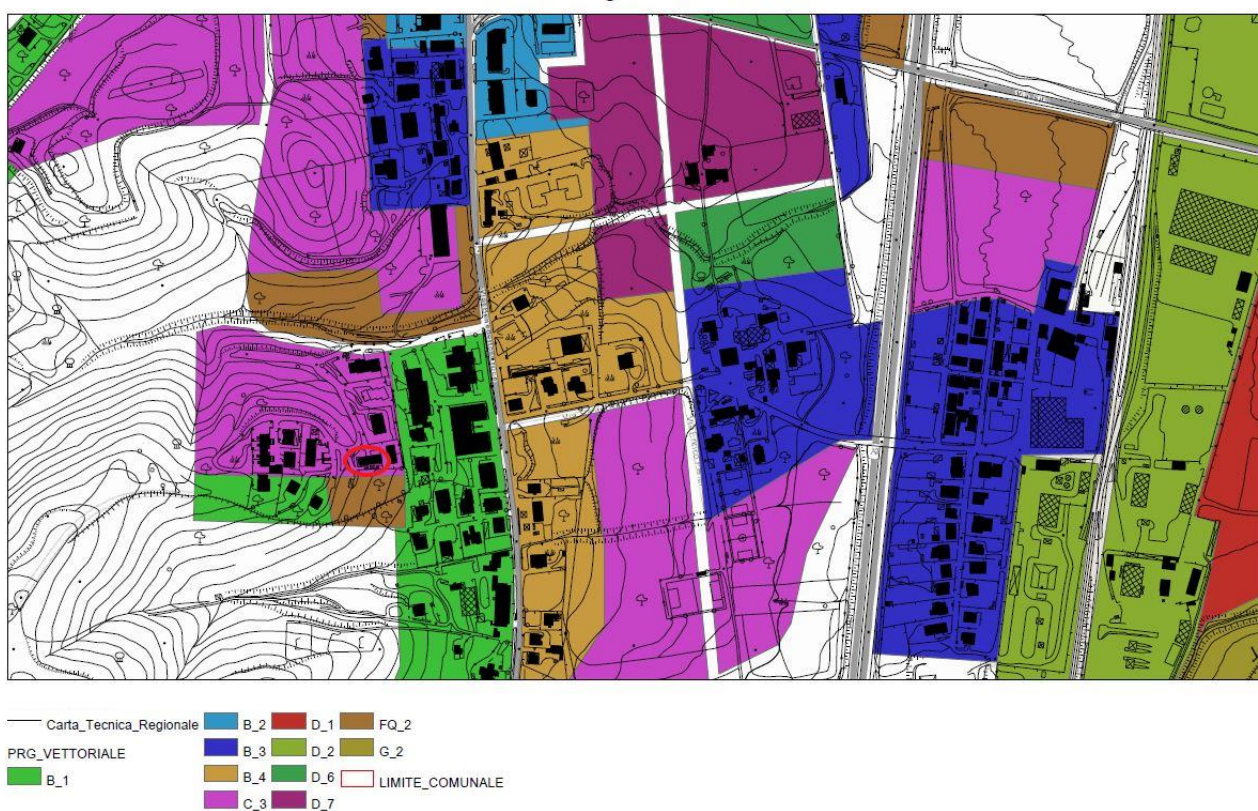 Carta_Tecnica_Regionale
PRG_VETTORIALE
B_1
B_2
B_3
B_4
C_3
D_1
D_2
D_6
D_7
FQ_2
G_2
LIMITE_COMUNALE